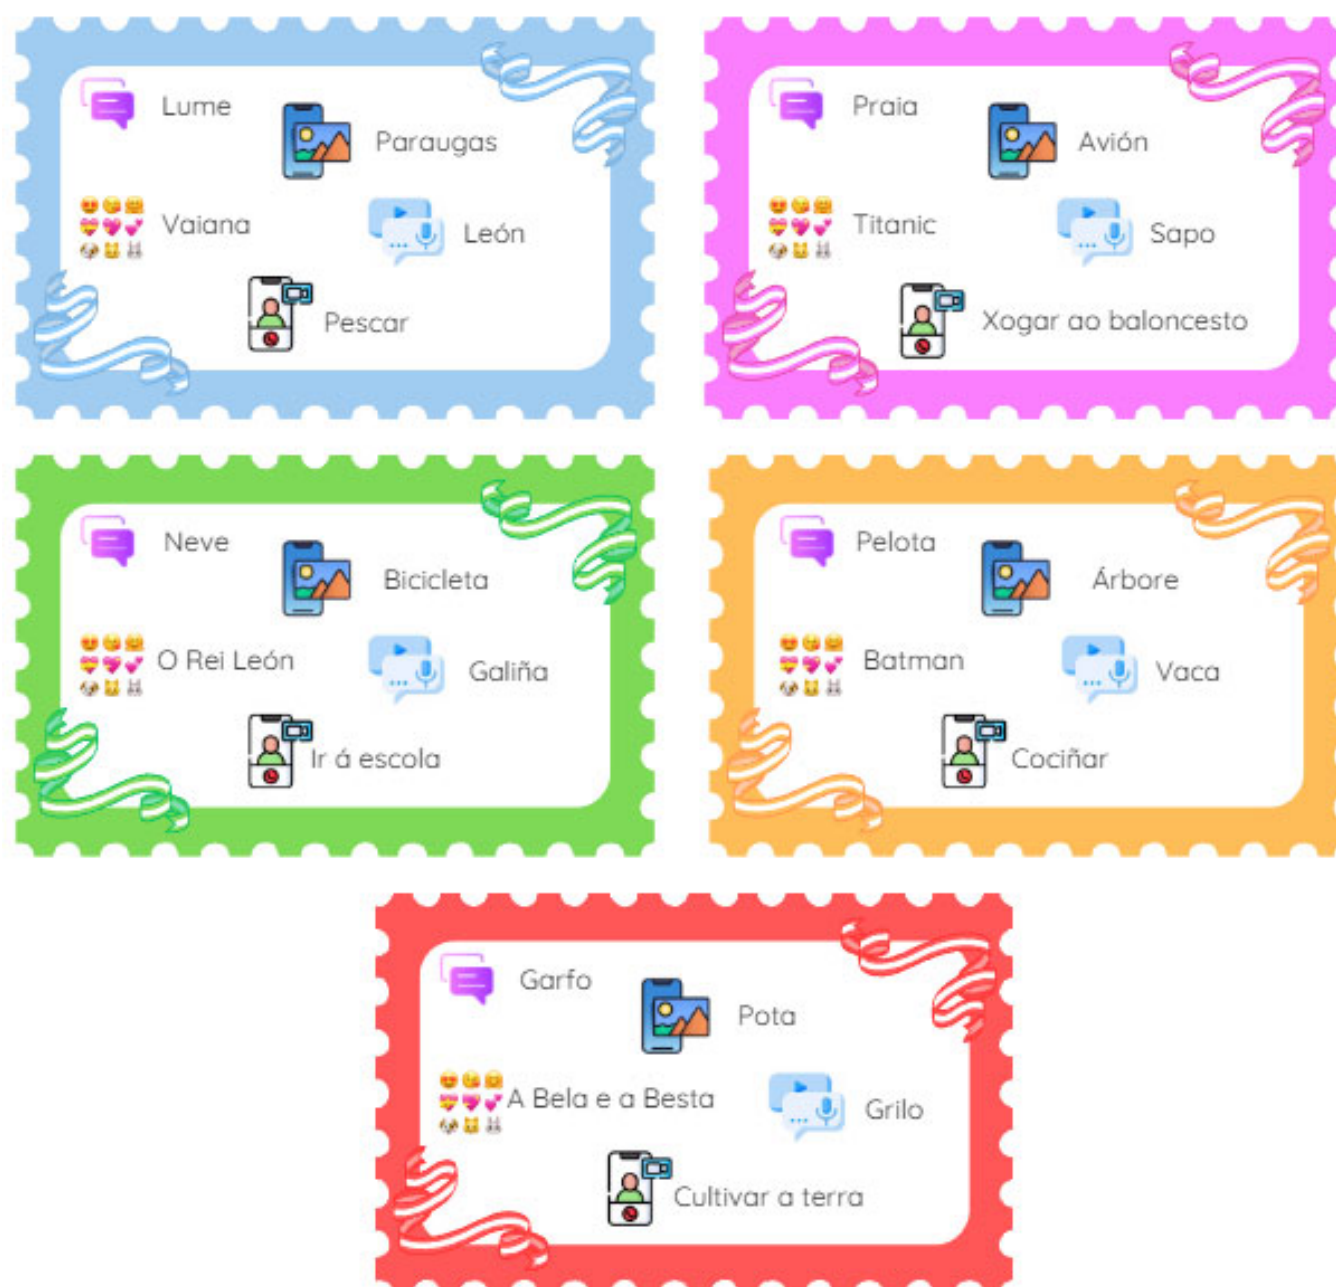 Lume
Paraugas
Vaiana
León
Pescar
Praia
Avión
Titanic
Sapo
Xogar ao baloncesto
Neve
Bicicleta
O Rei León
Galiña
Ir á escola
Pelota
Árbore
Batman
Vaca
Cociñar
Garfo
Pota
A Bela e a Besta
Grilo
Cultivar a terra